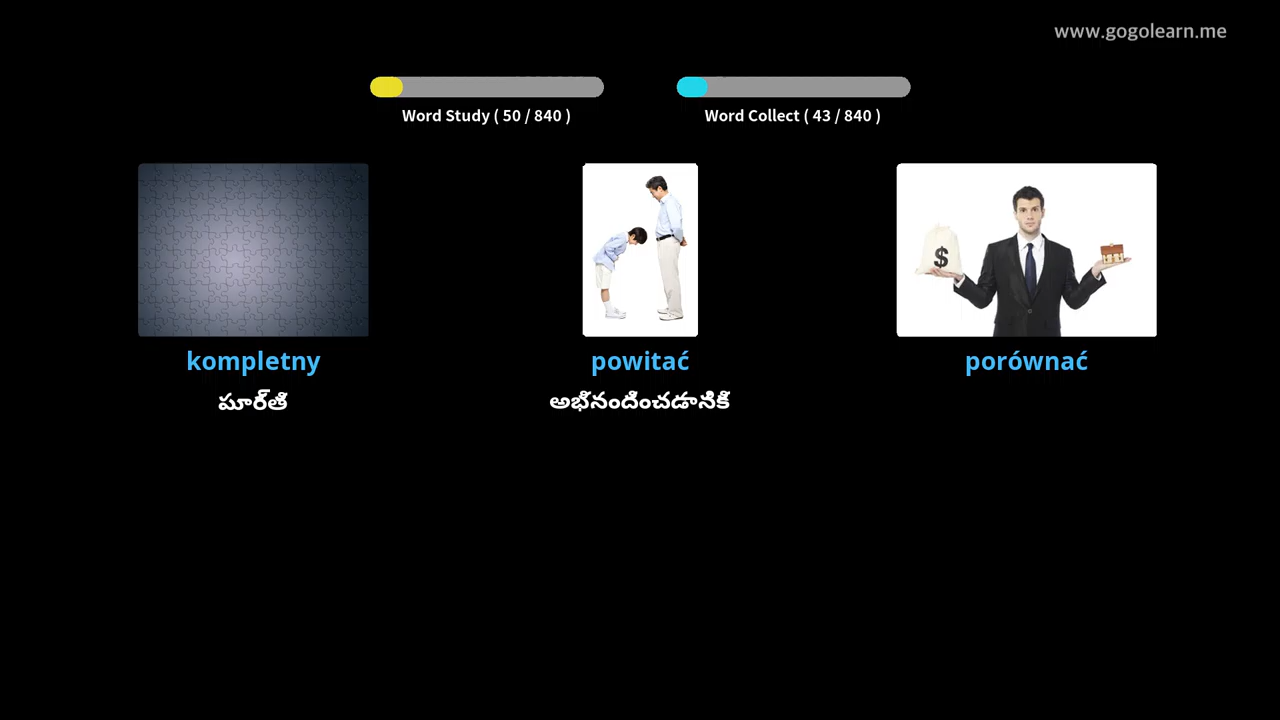 www.gogolearn.me
Word Study ( 50 / 840 )
Word Collect ( 43 / 840 )
$
kompletny
powitać
porównać
పూర్తి
అభినందించడానికి